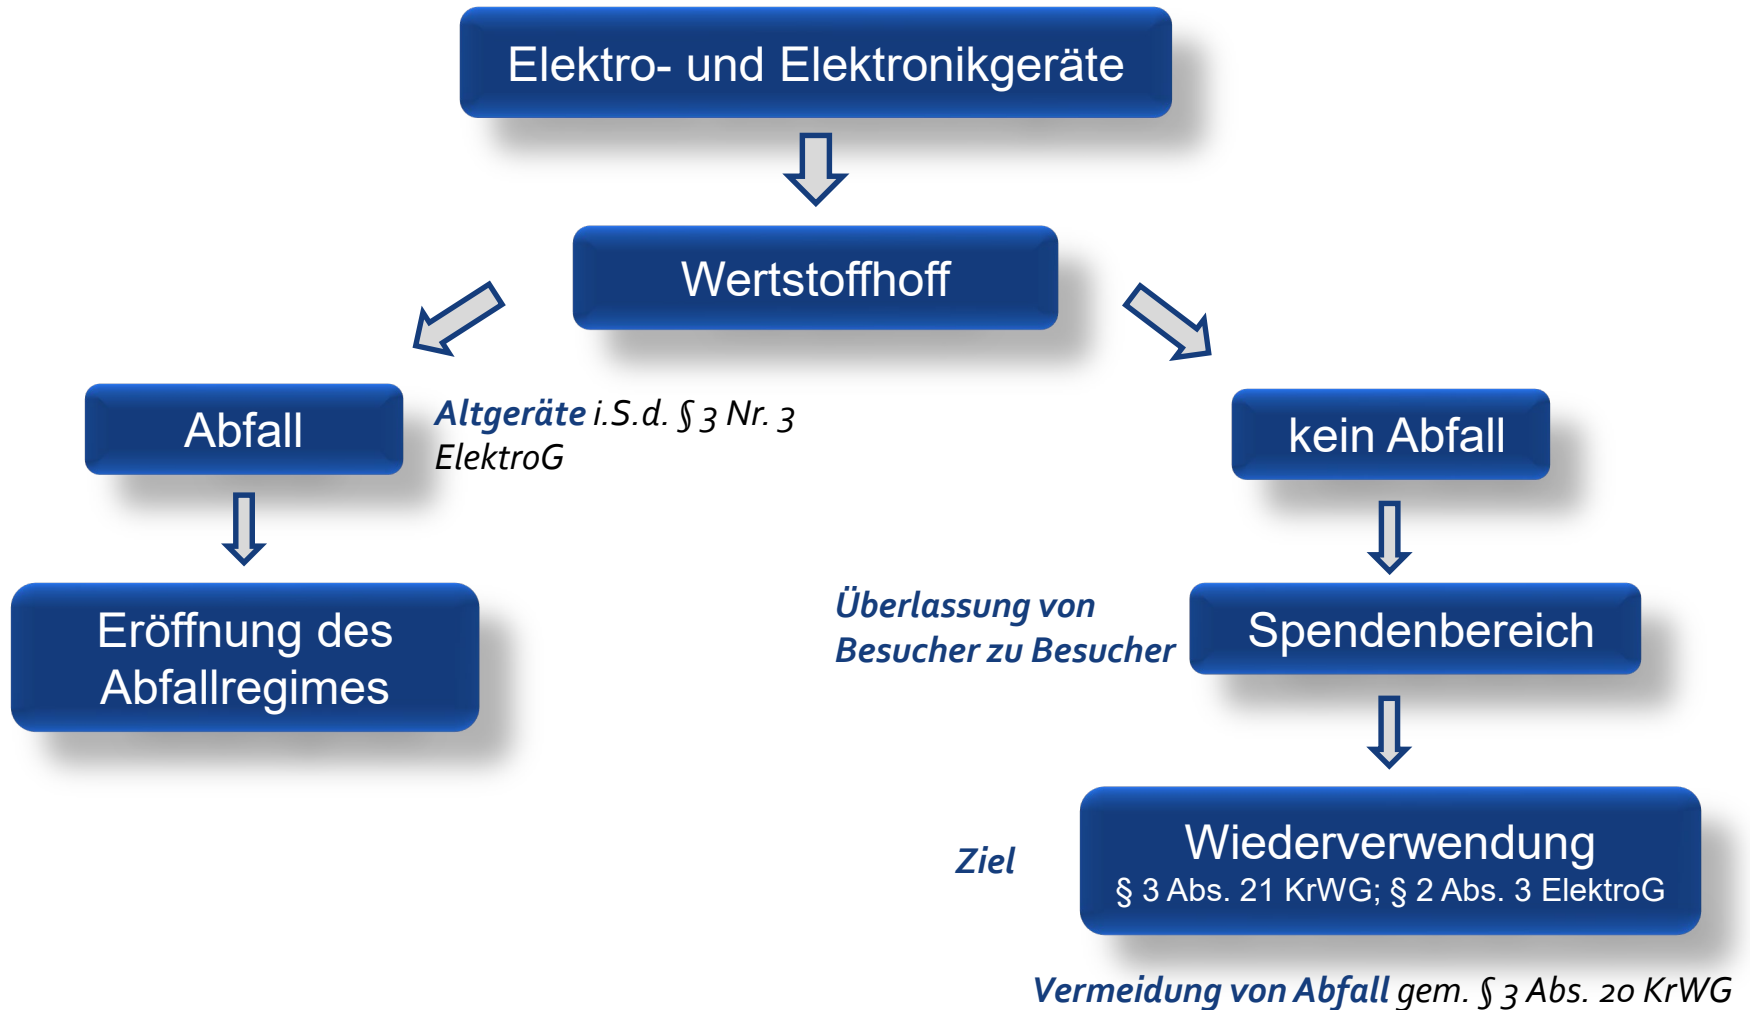 Elektro- und Elektronikgeräte
Wertstoffhoff
Abfall
Altgeräte i.S.d. § 3 Nr. 3
ElektroG
kein Abfall
Eröffnung des
Abfallregimes
Überlassung von
Besucher zu Besucher
Spendenbereich
Ziel
Wiederverwendung
§ 3 Abs. 21 KrWG; § 2 Abs. 3 ElektroG
Vermeidung von Abfall gem. § 3 Abs. 20 KrWG